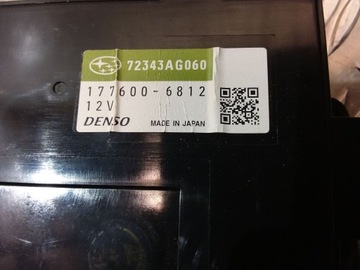 72343AG060
177600-6812
12V
DENSO MADE IN JAPAN